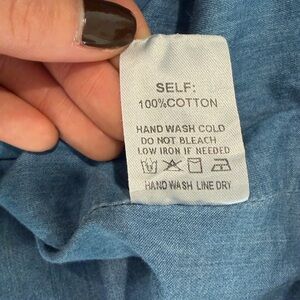 SELF:
100%COTTON
HAND WASH COLD
DO NOT BLEACH
LOW IRON IF NEEDED
HAND WASH LINE DRY